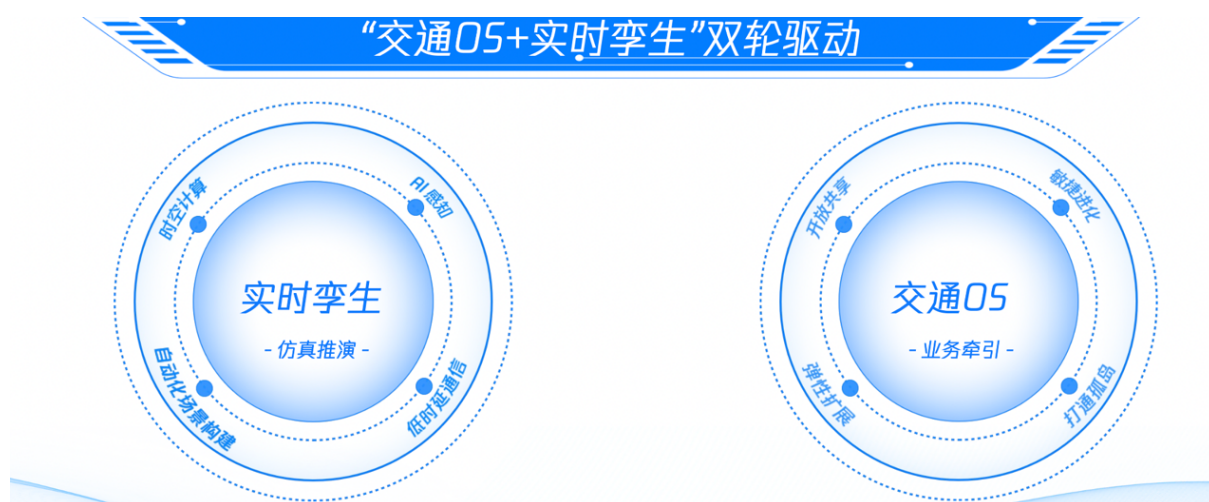 “交通OS+实时孪生”双轮驱动
时空计算
AI感知
实时孪生
- 仿真推演 -
自动化场景构建
低时延通信
开放共享
敏捷进化
交通OS
- 业务牵引 -
弹性扩展
打通孤岛